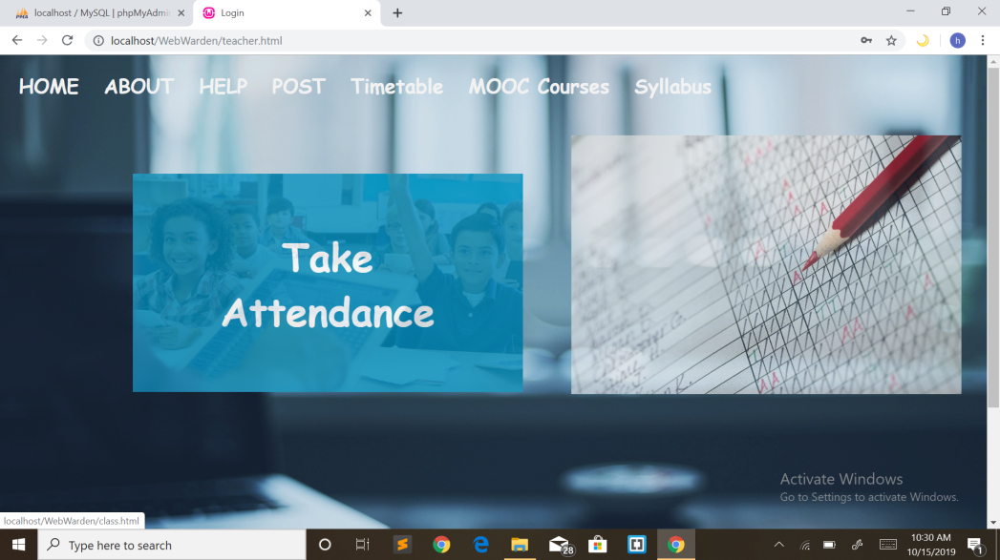 localhost / MySQL | phpMyAdmi
Login
localhost/WebWarden/teacher.html
h
HOME ABOUT HELP POST Timetable MOOC Courses Syllabus
Take
Attendance
Activate Windows
Go to Settings to activate Windows.
localhost/WebWarden/class.html
Type here to search
28
10:30 AM
10/15/2019
1